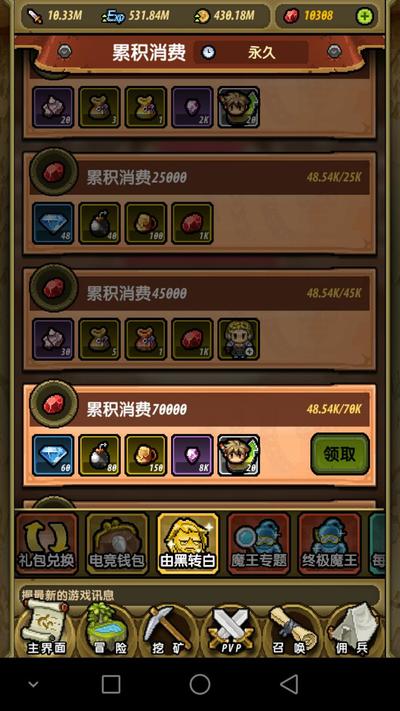 10.33M Exp 531.84M 430.18M 10308
累积消费 永久
20 3 1 2K 20
累积消费25000 48.54K/25K
48 40 100 1K
累积消费45000 48.54K/45K
30 5 1 1K
累积消费70000 48.54K/70K
60 80 150 8K 20 领取
礼包兑换 电竞钱包 由黑转白 魔王专题 终极魔王 每
掘最新的游戏讯息
主界面 冒险 挖矿 PVP 召唤 佣兵